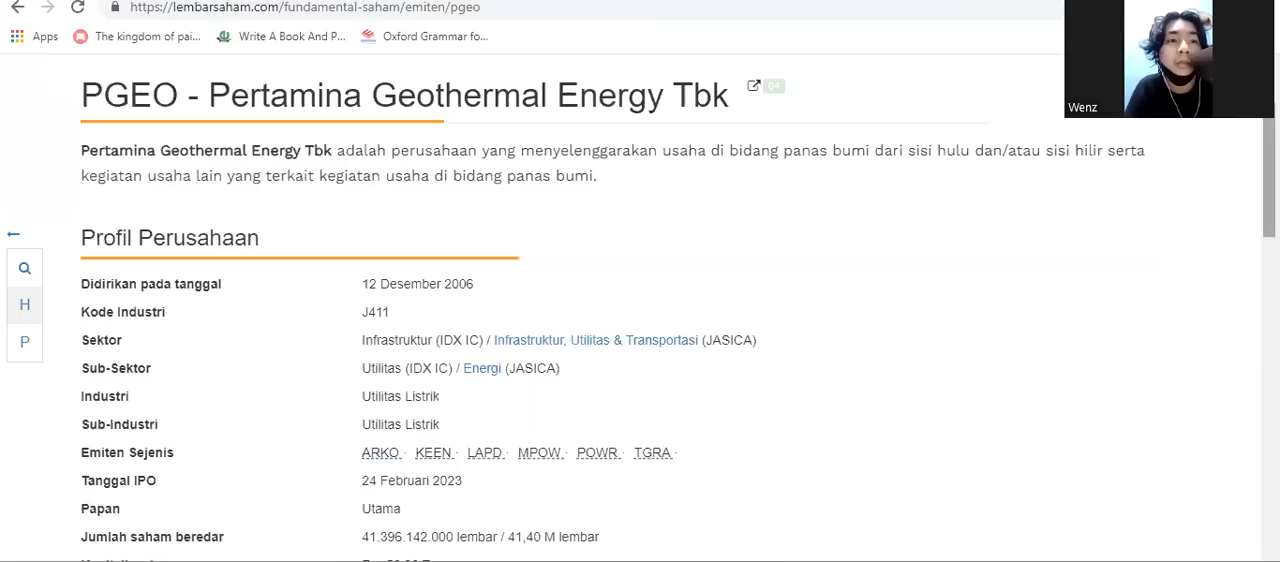 https://lembarsaham.com/fundamental-saham/emiten/pgeo
Apps The kingdom of pai... Write A Book And P... Oxford Grammar fo...
Wenz
PGEO - Pertamina Geothermal Energy Tbk Q4
Pertamina Geothermal Energy Tbk adalah perusahaan yang menyelenggarakan usaha di bidang panas bumi dari sisi hulu dan/atau sisi hilir serta
kegiatan usaha lain yang terkait kegiatan usaha di bidang panas bumi.
Profil Perusahaan
H
P
Didirikan pada tanggal 12 Desember 2006
Kode Industri J411
Sektor Infrastruktur (IDX IC) / Infrastruktur, Utilitas & Transportasi (JASICA)
Sub-Sektor Utilitas (IDX IC) / Energi (JASICA)
Industri Utilitas Listrik
Sub-industri Utilitas Listrik
Emiten Sejenis ARKO · KEEN · LAPD · MPOW · POWR · TGRA ·
Tanggal IPO 24 Februari 2023
Papan Utama
Jumlah saham beredar 41.396.142.000 lembar / 41,40 M lembar